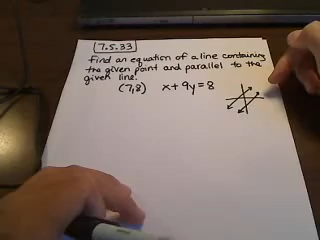 7.5.33
find an equation of a line containing
the given point and parallel to the
given line.
(7,8) x + 9y = 8